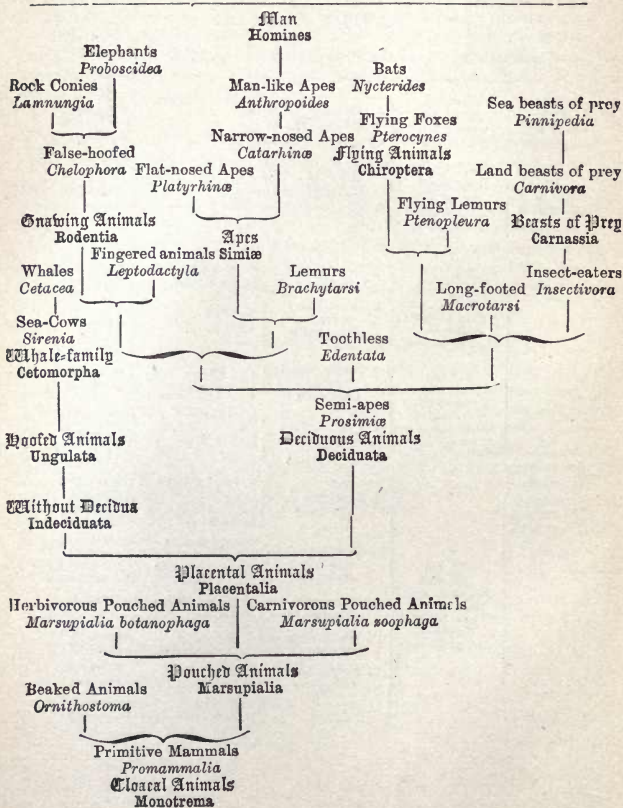 Man
Homines
Elephants
Proboscidea
Bats
Nycterides
Rock Conies
Lamnungia
Man-like Apes
Anthropoides
Sea beasts of prey
Pinnipedia
Flying Foxes
Pterocynes
Narrow-nosed Apes
Catarhinæ
Flying Animals
Chiroptera
False-hoofed
Chelophora
Flat-nosed Apes
Platyrhinæ
Land beasts of prey
Carnivora
Flying Lemurs
Ptenopleura
Gnawing Animals
Rodentia
Apes
Simiæ
Beasts of Prey
Carnassia
Fingered animals
Leptodactyla
Whales
Cetacea
Lemurs
Brachytarsi
Insect-eaters
Insectivora
Long-footed
Macrotarsi
Sea-Cows
Sirenia
Toothless
Edentata
Whale-family
Cetomorpha
Semi-apes
Prosimiæ
Hoofed Animals
Ungulata
Deciduous Animals
Deciduata
Without Decidua
Indeciduata
Placental Animals
Placentalia
Herbivorous Pouched Animals
Marsupialia botanophaga
Carnivorous Pouched Animals
Marsupialia zoophaga
Pouched Animals
Marsupialia
Beaked Animals
Ornithostoma
Primitive Mammals
Promammalia
Cloacal Animals
Monotrema